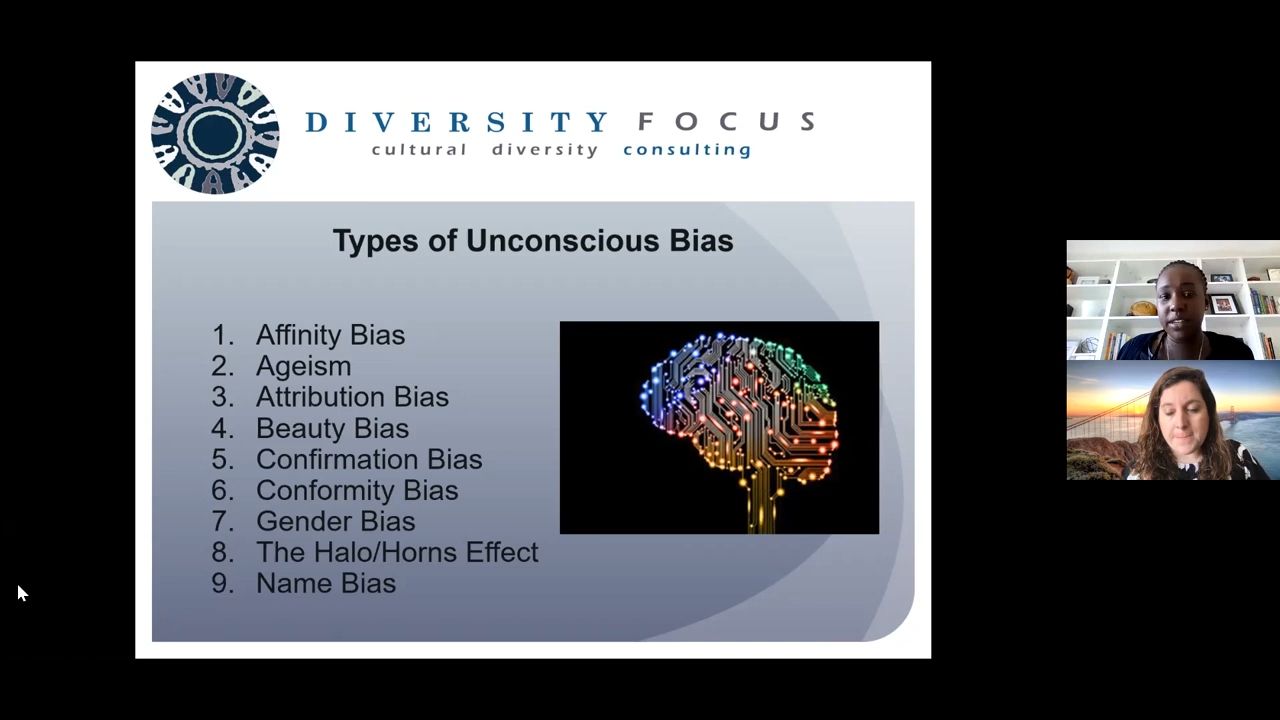 DIVERSITY FOCUS
cultural diversity consulting
Types of Unconscious Bias
1. Affinity Bias
2. Ageism
3. Attribution Bias
4. Beauty Bias
5. Confirmation Bias
6. Conformity Bias
7. Gender Bias
8. The Halo/Horns Effect
9. Name Bias